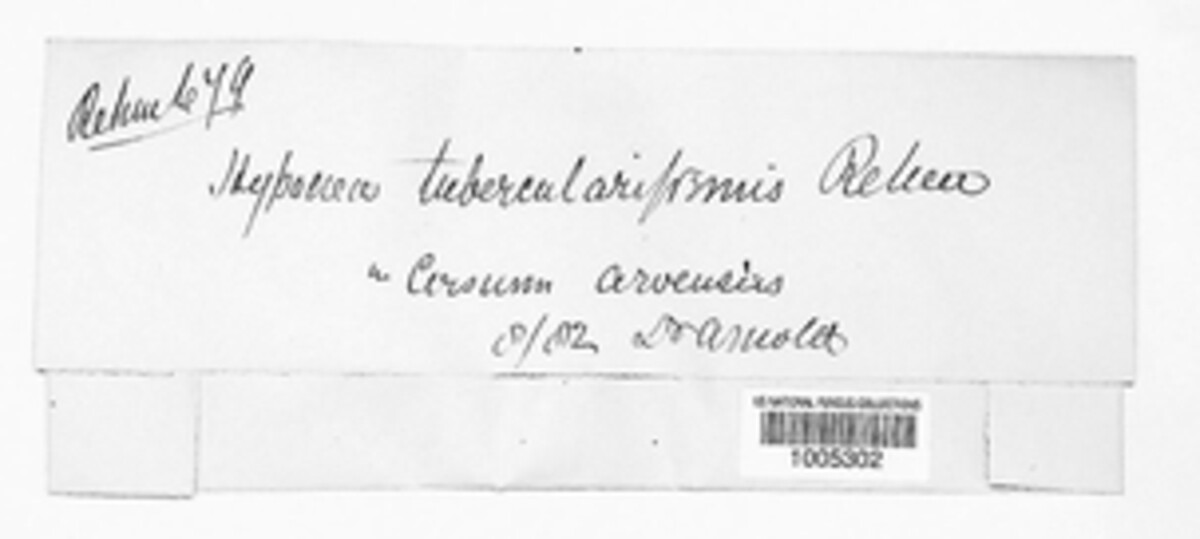 Rehm 679
Hypocrea tuberculariformis Rehm
Cirsium arvensis
8/82 Dr Arnold
US NATIONAL FUNGUS COLLECTIONS
1005302